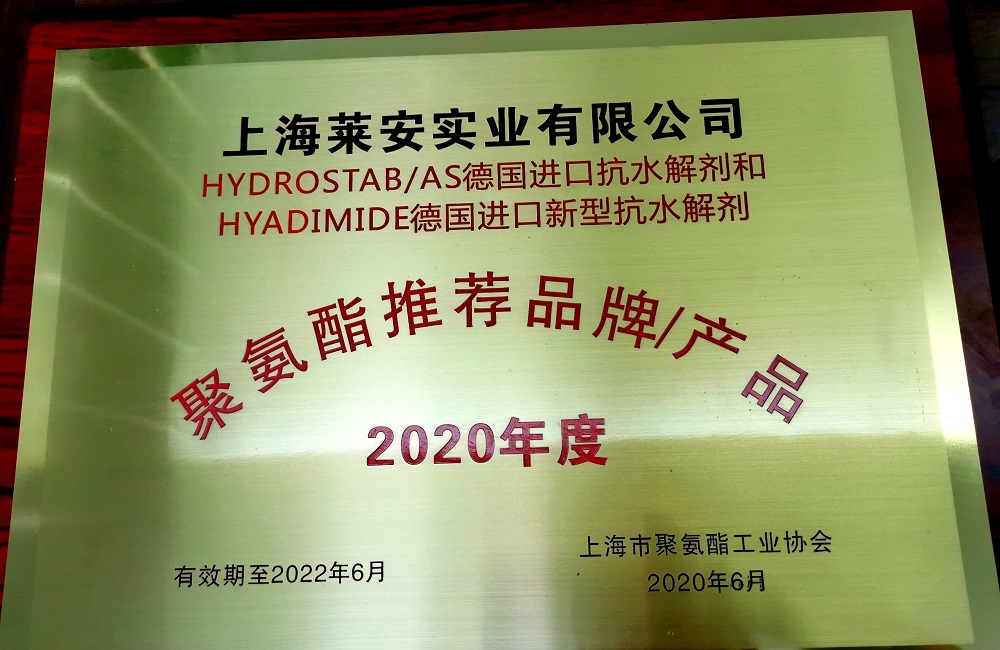 上海莱安实业有限公司
HYDROSTAB/AS德国进口抗水解剂和
HYADIMIDE德国进口新型抗水解剂
聚氨酯推荐品牌/产品
2020年度
有效期至2022年6月
上海市聚氨酯工业协会
2020年6月